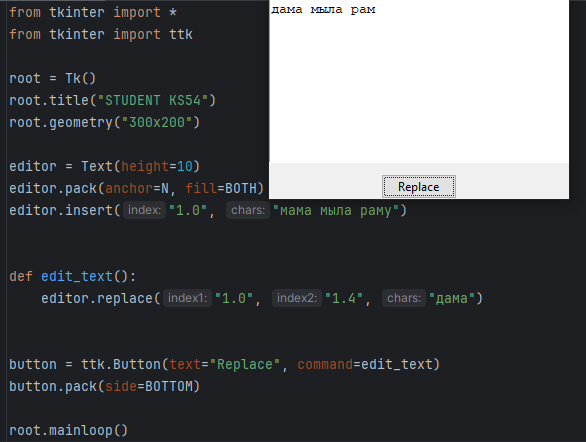 from tkinter import *
from tkinter import ttk
root = Tk()
root.title("STUDENT KS54")
root.geometry("300x200")
editor = Text(height=10)
editor.pack(anchor=N, fill=BOTH)
editor.insert(index: "1.0", chars: "мама мыла раму")
def edit_text():
editor.replace(index1: "1.0", index2: "1.4", chars: "дама")
button = ttk.Button(text="Replace", command=edit_text)
button.pack(side=BOTTOM)
root.mainloop()
дама мыла рам
Replace